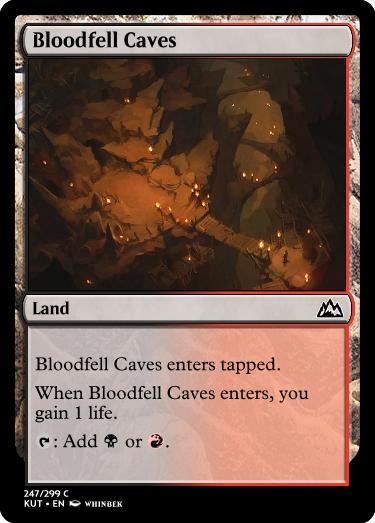 Bloodfell Caves
Land
Bloodfell Caves enters tapped.
When Bloodfell Caves enters, you
gain 1 life.
: Add or .
247/299 C
KUT • EN WHINBEK